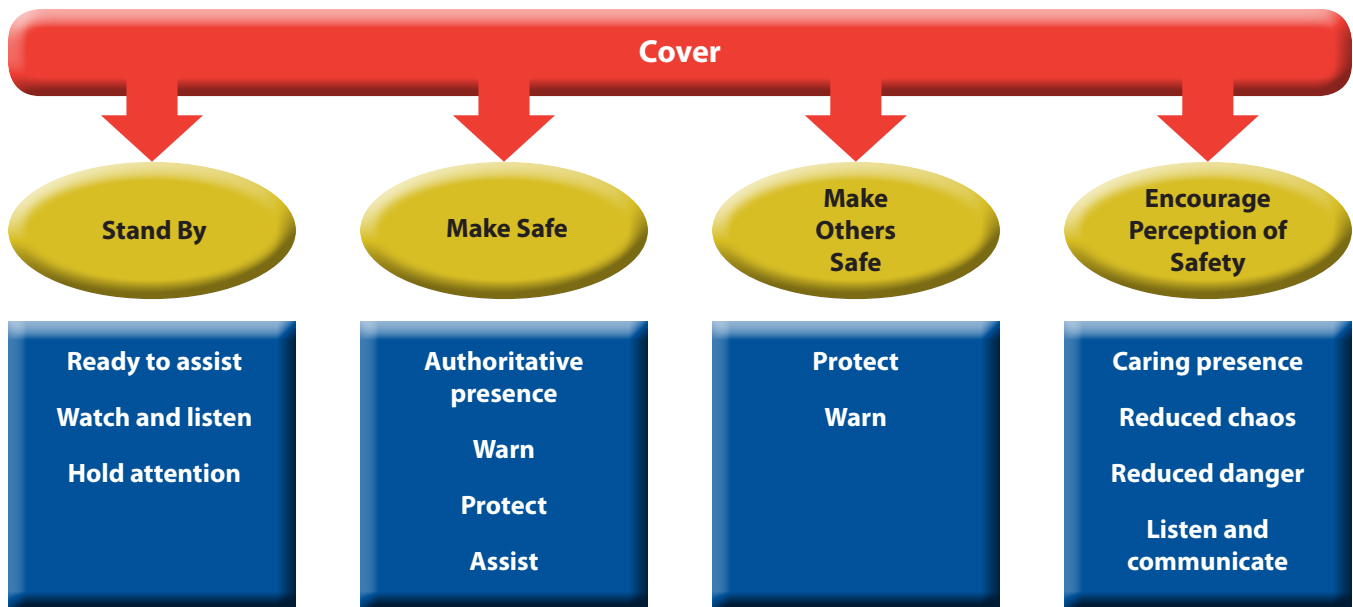 Cover
Stand By
Make Safe
Make
Others
Safe
Encourage
Perception of
Safety
Ready to assist
Watch and listen
Hold attention
Authoritative
presence
Warn
Protect
Assist
Protect
Warn
Caring presence
Reduced chaos
Reduced danger
Listen and
communicate